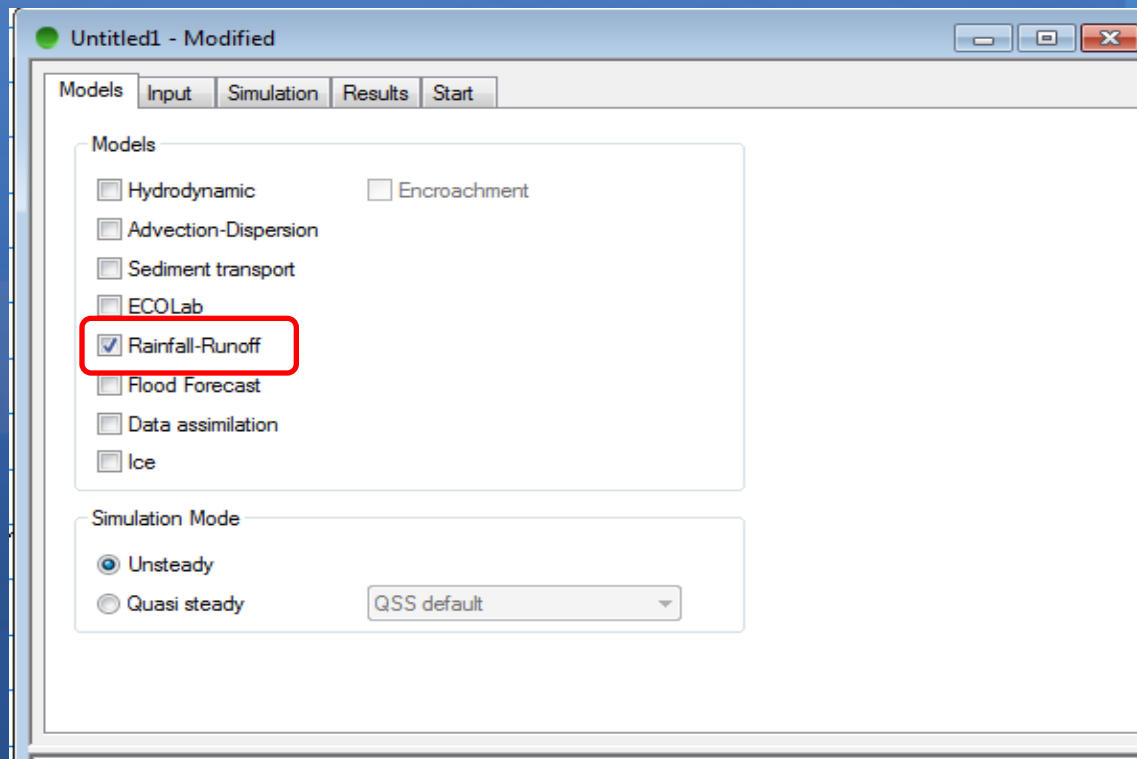 Untitled1 - Modified
Models Input Simulation Results Start
Models
Hydrodynamic Encroachment
Advection-Dispersion
Sediment transport
ECOLab
Rainfall-Runoff
Flood Forecast
Data assimilation
Ice
Simulation Mode
Unsteady
Quasi steady QSS default